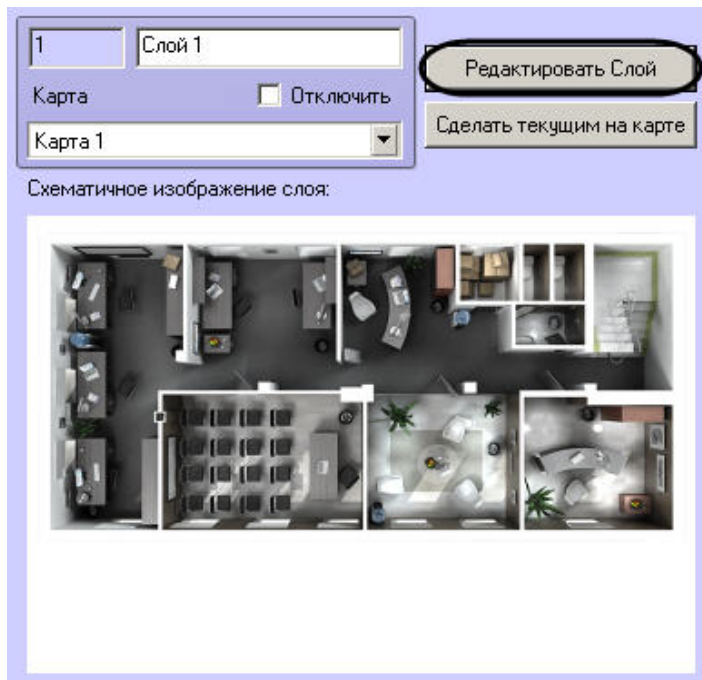 1
Слой 1
Редактировать Слой
Карта
Отключить
Сделать текущим на карте
Карта 1
Схематичное изображение слоя: